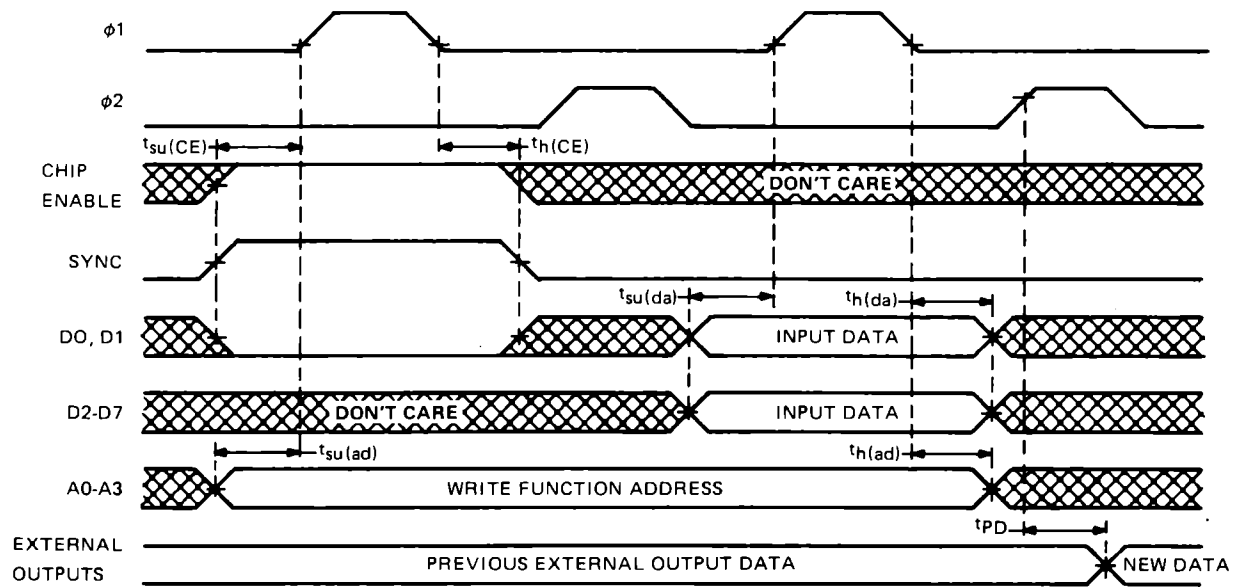 ϕ1
ϕ2
tsu(CE)
th(CE)
CHIP
ENABLE
DON'T CARE
SYNC
tsu(da)
th(da)
DO, D1
INPUT DATA
D2-D7
DON'T CARE
INPUT DATA
tsu(ad)
th(ad)
A0-A3
WRITE FUNCTION ADDRESS
tPD
EXTERNAL
OUTPUTS
PREVIOUS EXTERNAL OUTPUT DATA
NEW DATA